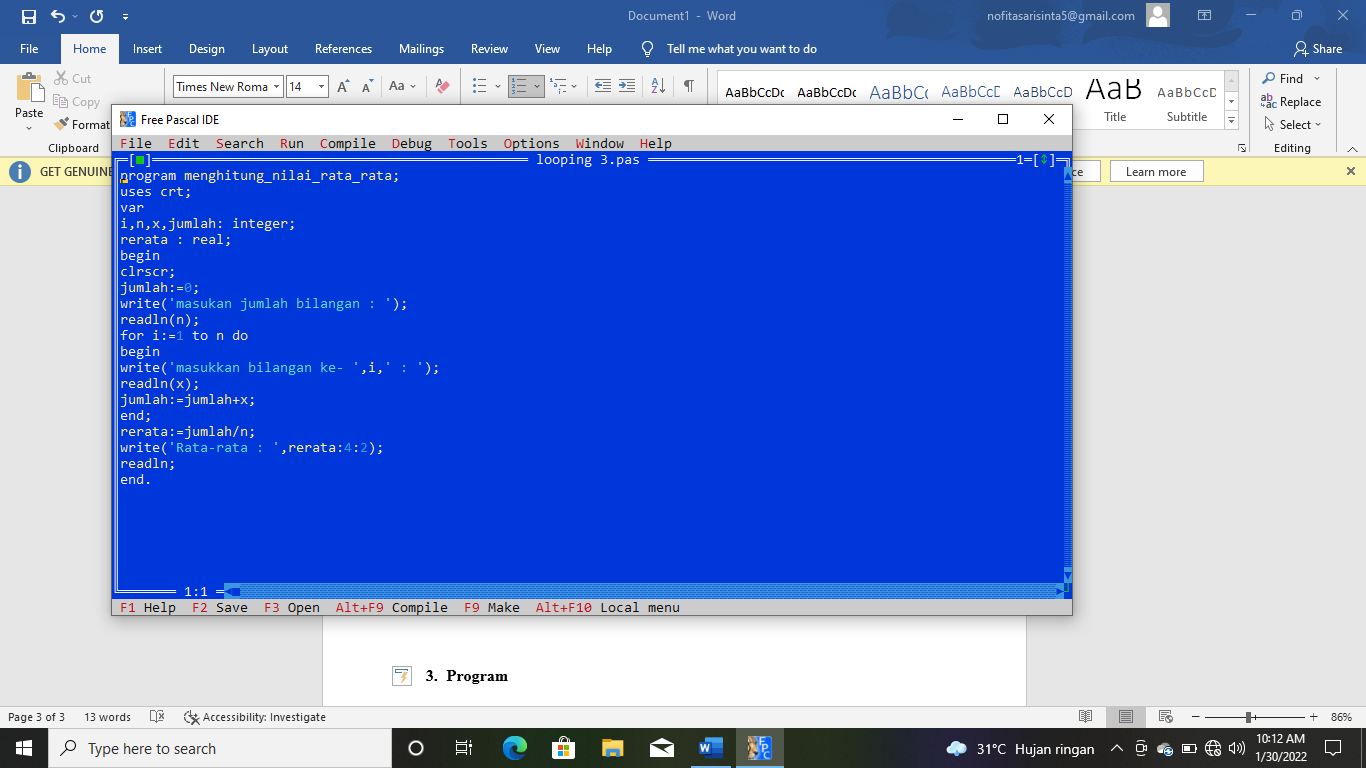 Document1 - Word
nofitasarisinta5@gmail.com
File Home Insert Design Layout References Mailings Review View Help Tell me what you want to do Share
Paste
Cut
Copy
Format
Clipboard
Times New Roma 14
AaBbCcDc AaBbCcDc AaBbC AaBbCcE AaBbCcD AaB AaBbCcD
Title Subtitle
Find
Replace
Select
Editing
GET GENUINE
ce Learn more
Free Pascal IDE
File Edit Search Run Compile Debug Tools Options Window Help
looping 3.pas 1
program menghitung_nilai_rata_rata;
uses crt;
var
i,n,x,jumlah: integer;
rerata : real;
begin
clrscr;
jumlah:=0;
write('masukan jumlah bilangan : ');
readln(n);
for i:=1 to n do
begin
write('masukkan bilangan ke- ',i,' : ');
readln(x);
jumlah:=jumlah+x;
end;
rerata:=jumlah/n;
write('Rata-rata : ',rerata:4:2);
readln;
end.
1:1
F1 Help F2 Save F3 Open Alt+F9 Compile F9 Make Alt+F10 Local menu
3. Program
Page 3 of 3 13 words Accessibility: Investigate 86%
Type here to search
31°C Hujan ringan
10:12 AM
1/30/2022